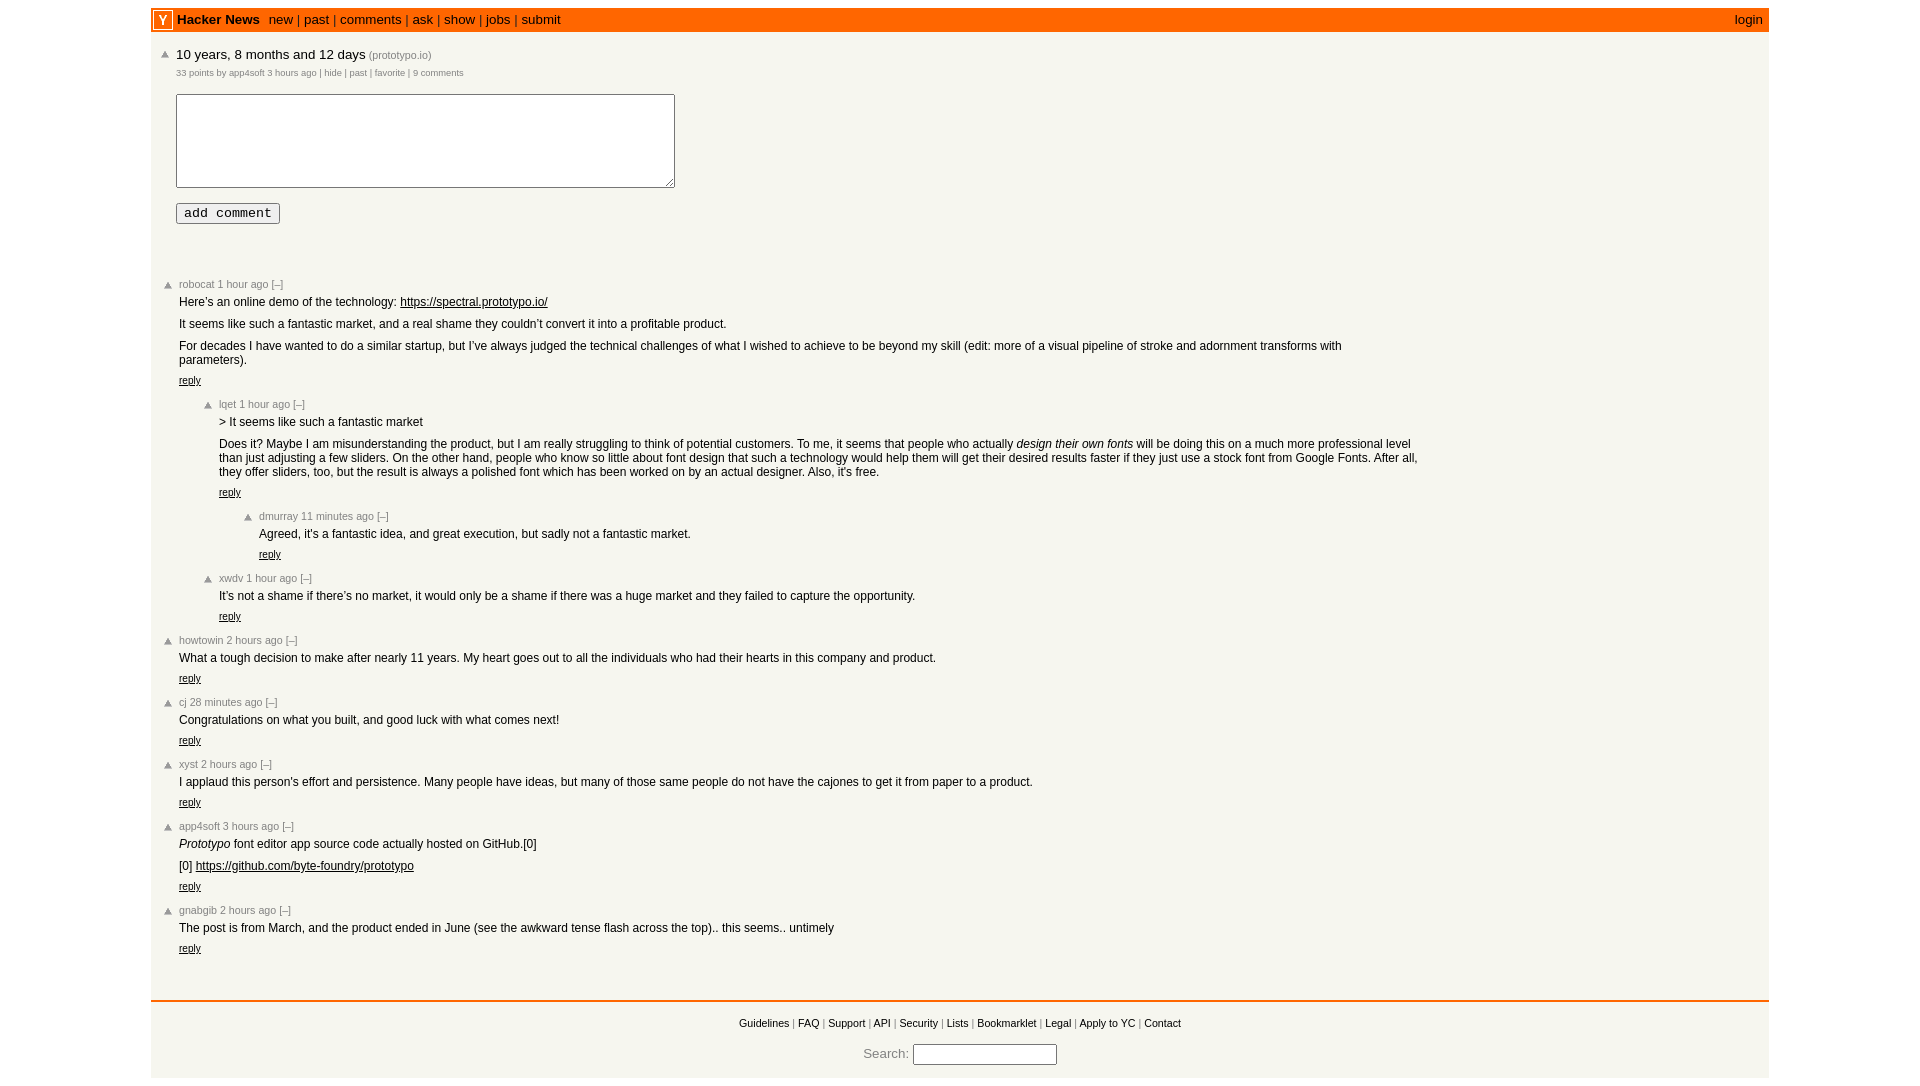 Y Hacker News new | past | comments | ask | show | jobs | submit login
10 years, 8 months and 12 days (prototypo.io)
33 points by app4soft 3 hours ago | hide | past | favorite | 9 comments
add comment
robocat 1 hour ago [–]
Here’s an online demo of the technology: https://spectral.prototypo.io/
It seems like such a fantastic market, and a real shame they couldn’t convert it into a profitable product.
For decades I have wanted to do a similar startup, but I’ve always judged the technical challenges of what I wished to achieve to be beyond my skill (edit: more of a visual pipeline of stroke and adornment transforms with
parameters).
reply
lqet 1 hour ago [–]
> It seems like such a fantastic market
Does it? Maybe I am misunderstanding the product, but I am really struggling to think of potential customers. To me, it seems that people who actually design their own fonts will be doing this on a much more professional level
than just adjusting a few sliders. On the other hand, people who know so little about font design that such a technology would help them will get their desired results faster if they just use a stock font from Google Fonts. After all,
they offer sliders, too, but the result is always a polished font which has been worked on by an actual designer. Also, it's free.
reply
dmurray 11 minutes ago [–]
Agreed, it's a fantastic idea, and great execution, but sadly not a fantastic market.
reply
xwdv 1 hour ago [–]
It’s not a shame if there’s no market, it would only be a shame if there was a huge market and they failed to capture the opportunity.
reply
howtowin 2 hours ago [–]
What a tough decision to make after nearly 11 years. My heart goes out to all the individuals who had their hearts in this company and product.
reply
cj 28 minutes ago [–]
Congratulations on what you built, and good luck with what comes next!
reply
xyst 2 hours ago [–]
I applaud this person's effort and persistence. Many people have ideas, but many of those same people do not have the cajones to get it from paper to a product.
reply
app4soft 3 hours ago [–]
Prototypo font editor app source code actually hosted on GitHub.[0]
[0] https://github.com/byte-foundry/prototypo
reply
gnabgib 2 hours ago [–]
The post is from March, and the product ended in June (see the awkward tense flash across the top).. this seems.. untimely
reply
Guidelines | FAQ | Support | API | Security | Lists | Bookmarklet | Legal | Apply to YC | Contact
Search: